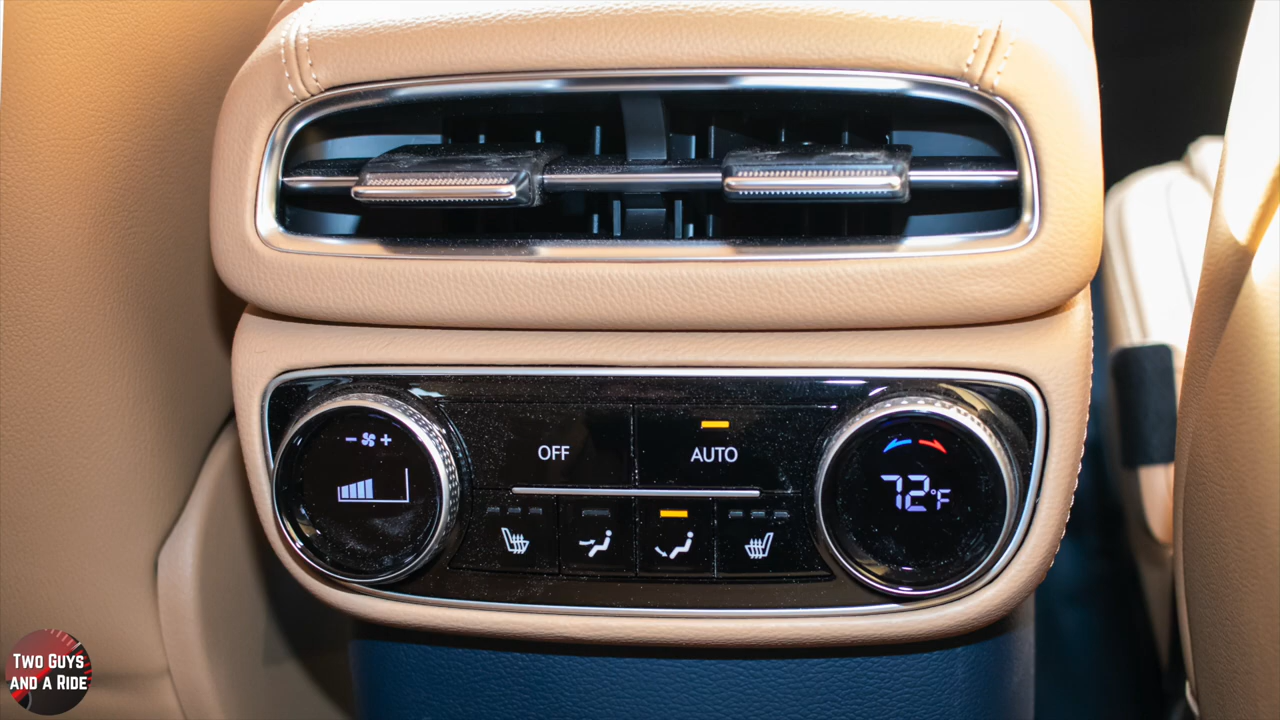 - +
OFF
AUTO
72°F
TWO GUYS
AND A RIDE